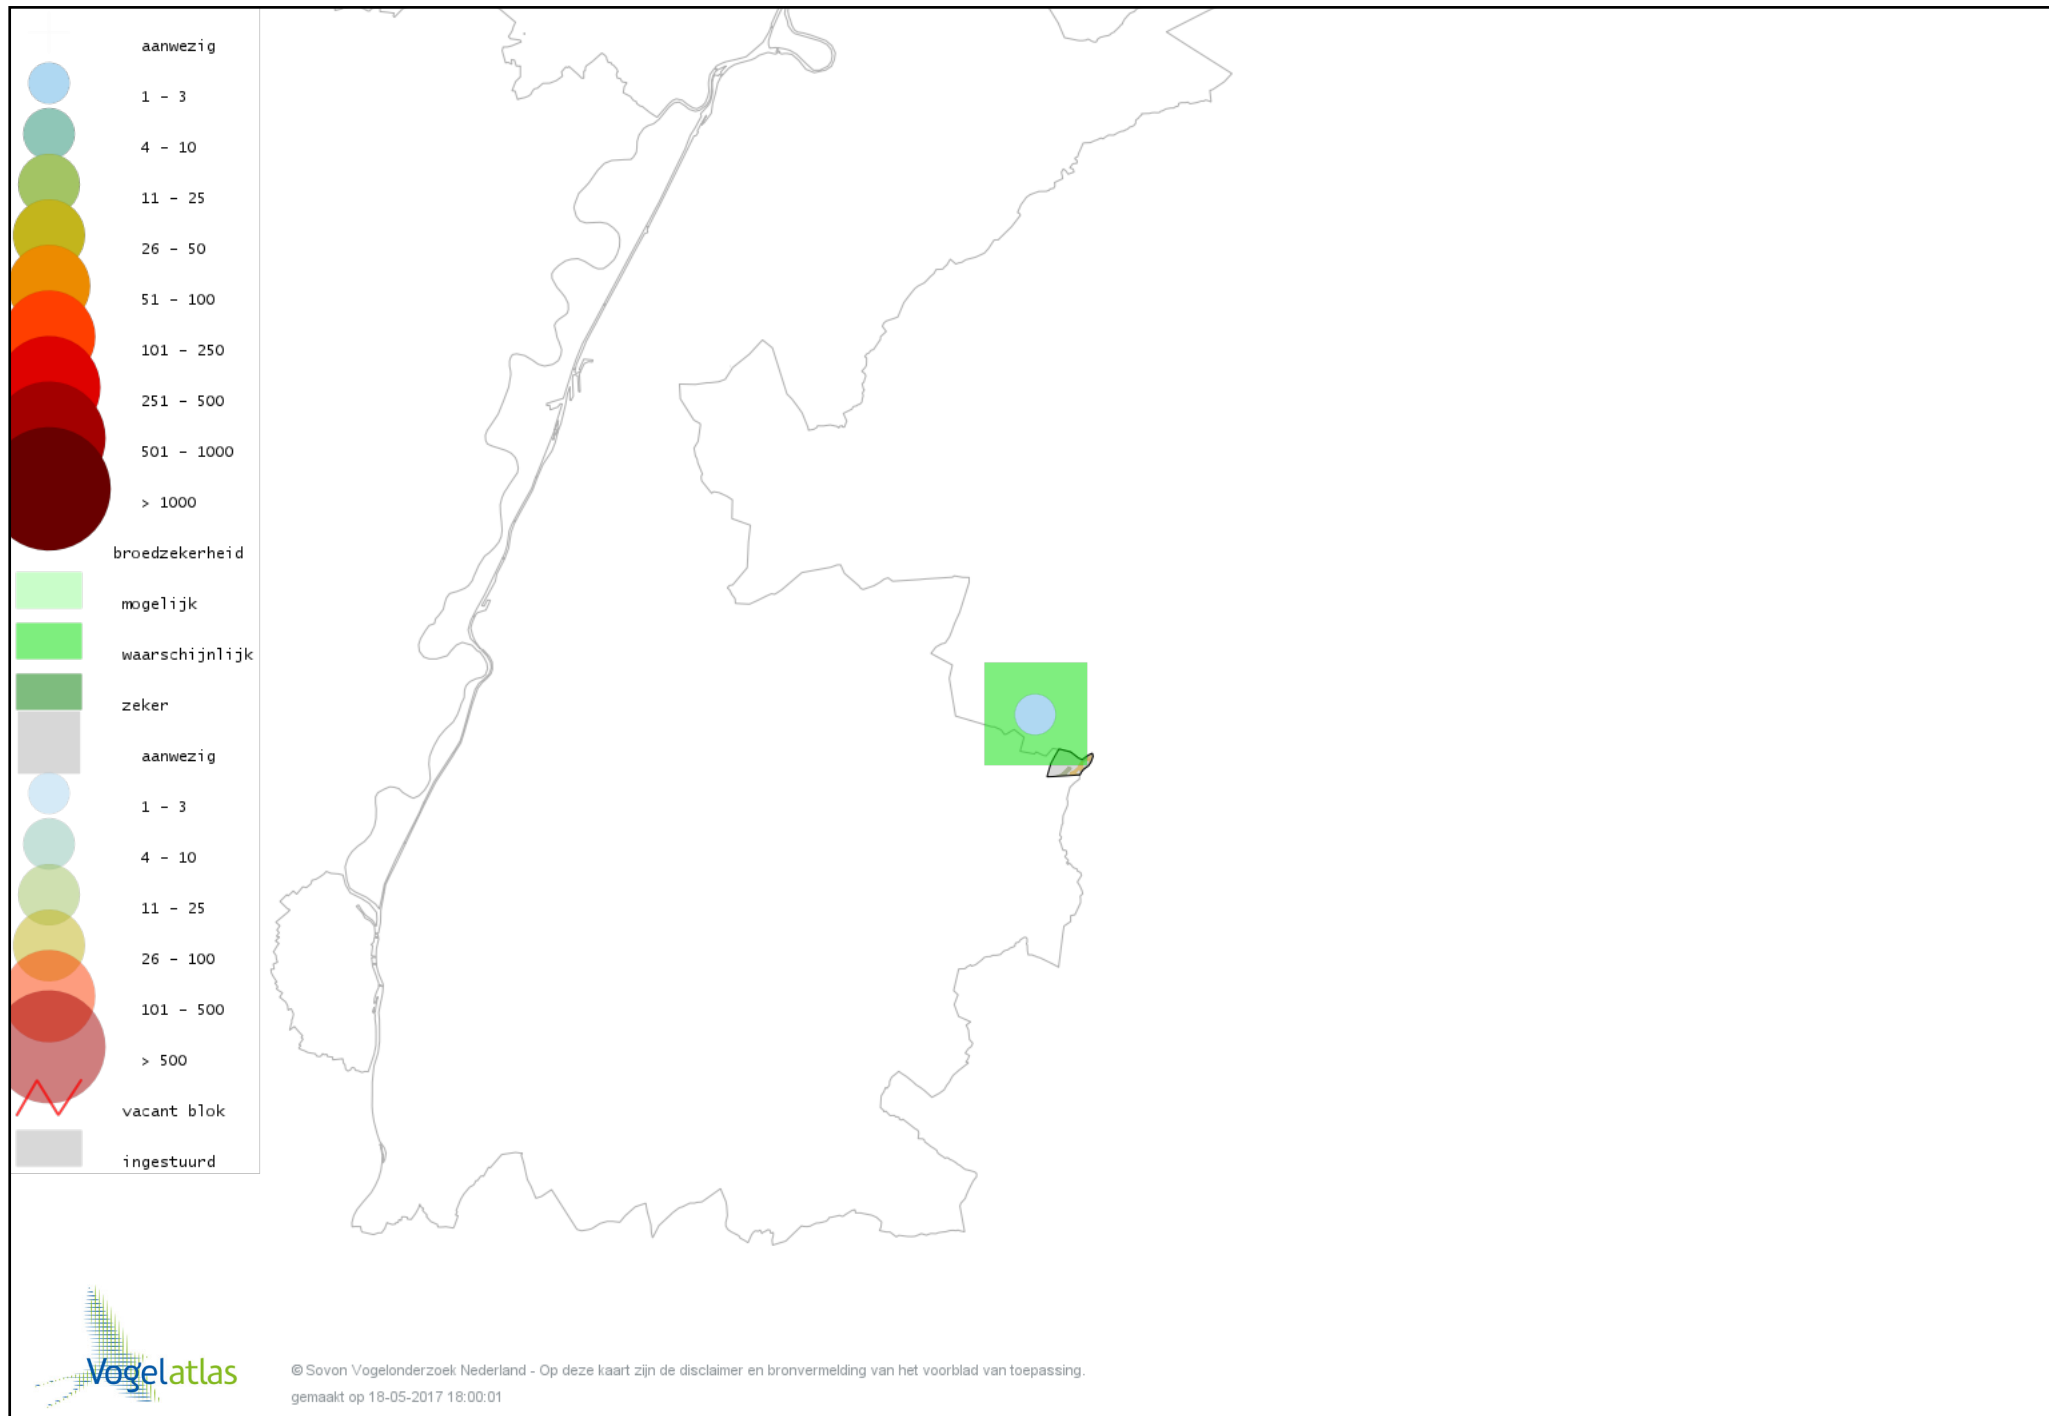 aanwezig
1 - 3
4 - 10
11 - 25
26 - 50
51 - 100
101 - 250
251 - 500
501 - 1000
> 1000
broedzekerheid
mogelijk
waarschijnlijk
zeker
aanwezig
1 - 3
4 - 10
11 - 25
26 - 100
101 - 500
> 500
vacant blok
ingestuurd
Vogelatlas
© Sovon Vogelonderzoek Nederland - Op deze kaart zijn de disclaimer en bronvermelding van het voorblad van toepassing.
gemaakt op 18-05-2017 18:00:01